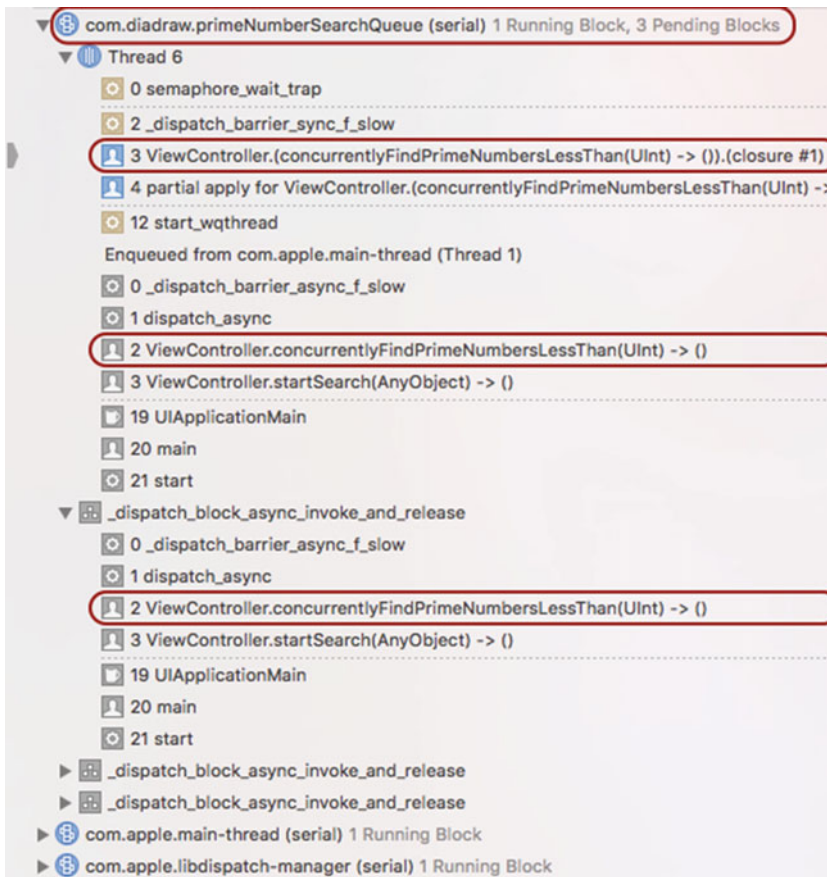 com.diadraw.primeNumberSearchQueue (serial) 1 Running Block, 3 Pending Blocks
Thread 6
0 semaphore_wait_trap
2 _dispatch_barrier_sync_f_slow
3 ViewController.(concurrentlyFindPrimeNumbersLessThan(UInt) -> ()).(closure #1)
4 partial apply for ViewController.(concurrentlyFindPrimeNumbersLessThan(UInt) ->
12 start_wqthread
Enqueued from com.apple.main-thread (Thread 1)
0 _dispatch_barrier_async_f_slow
1 dispatch_async
2 ViewController.concurrentlyFindPrimeNumbersLessThan(UInt) -> ()
3 ViewController.startSearch(AnyObject) -> ()
19 UIApplicationMain
20 main
21 start
_dispatch_block_async_invoke_and_release
0 _dispatch_barrier_async_f_slow
1 dispatch_async
2 ViewController.concurrentlyFindPrimeNumbersLessThan(UInt) -> ()
3 ViewController.startSearch(AnyObject) -> ()
19 UIApplicationMain
20 main
21 start
_dispatch_block_async_invoke_and_release
_dispatch_block_async_invoke_and_release
com.apple.main-thread (serial) 1 Running Block
com.apple.libdispatch-manager (serial) 1 Running Block